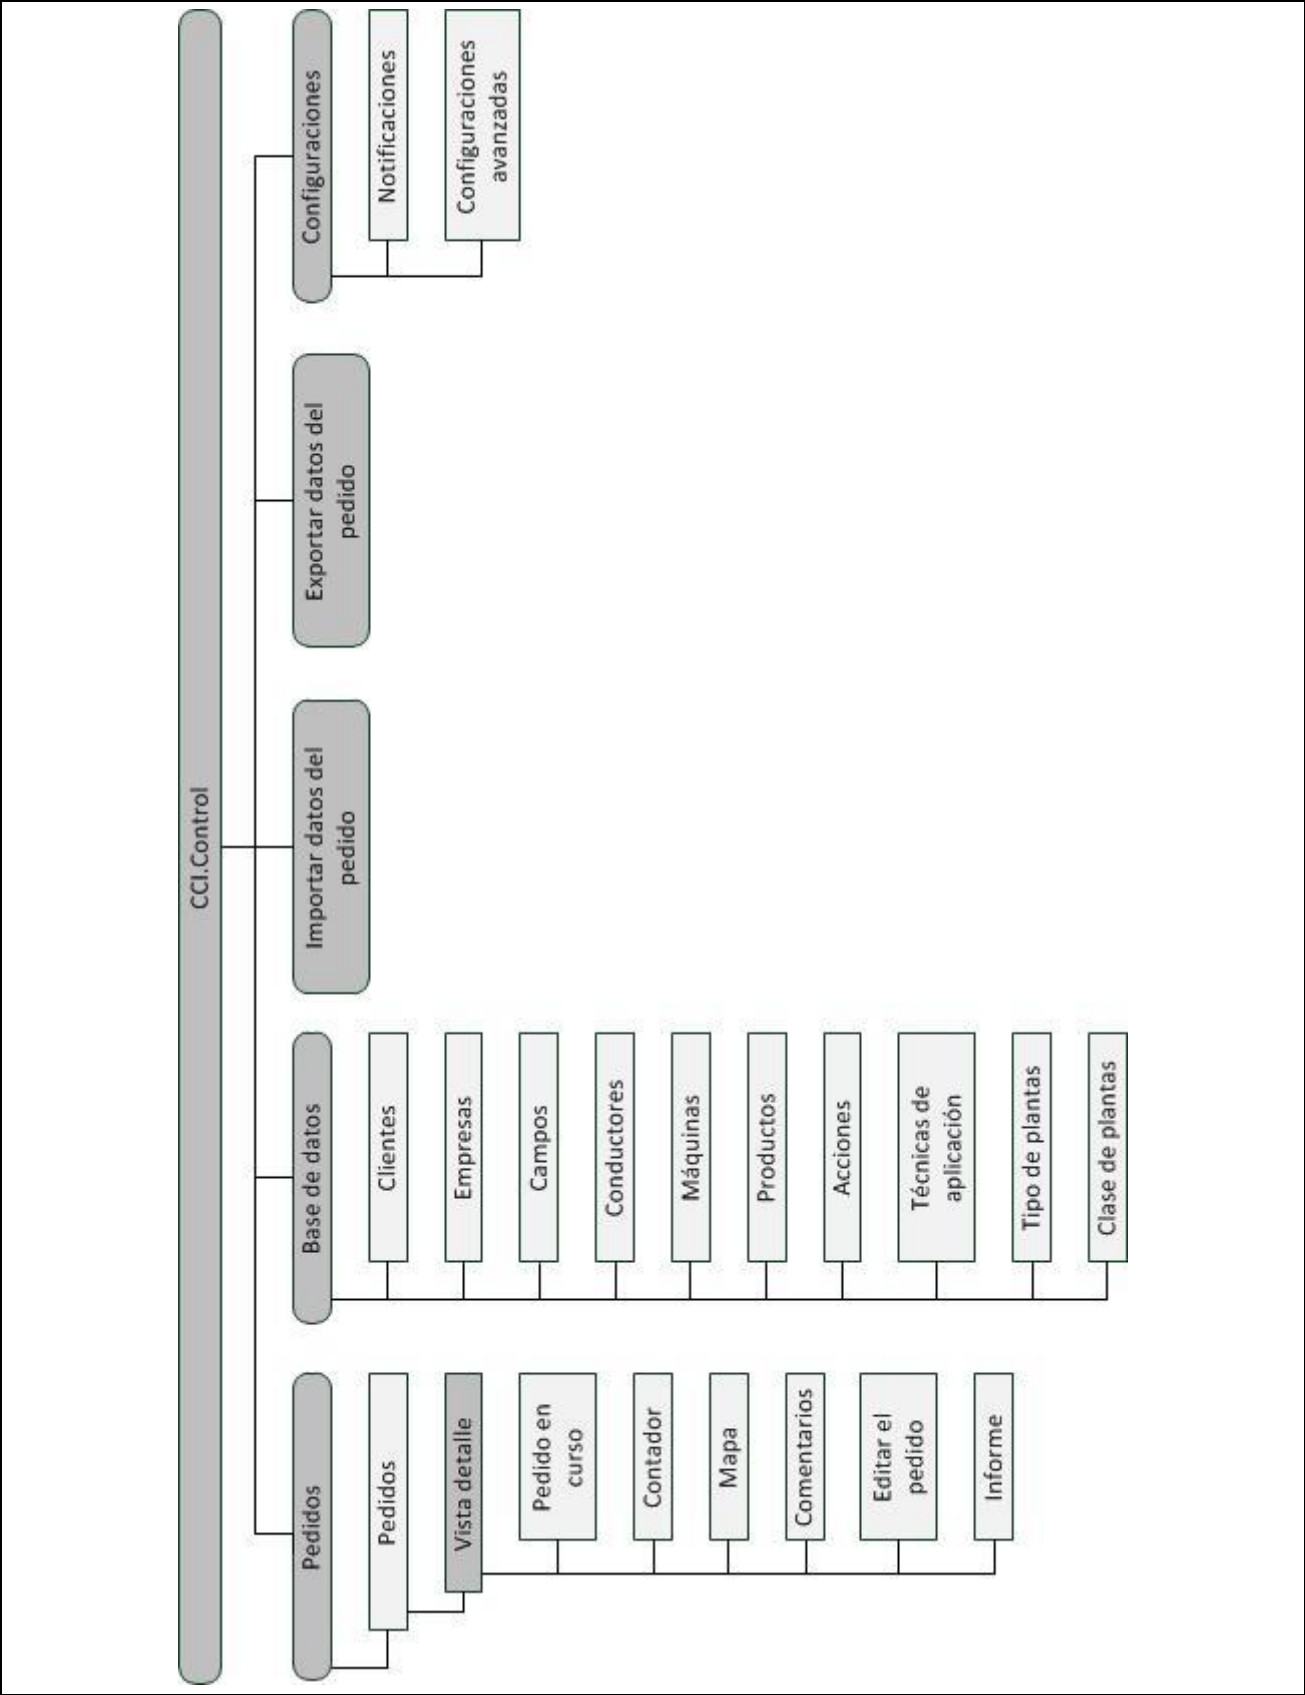 CCI.Control
Pedidos
Pedidos
Vista detalle
Pedido en
curso
Contador
Mapa
Comentarios
Editar el
pedido
Informe
Base de datos
Clientes
Empresas
Campos
Conductores
Máquinas
Productos
Acciones
Técnicas de
aplicación
Tipo de plantas
Clase de plantas
Importar datos del
pedido
Exportar datos del
pedido
Configuraciones
Notificaciones
Configuraciones
avanzadas